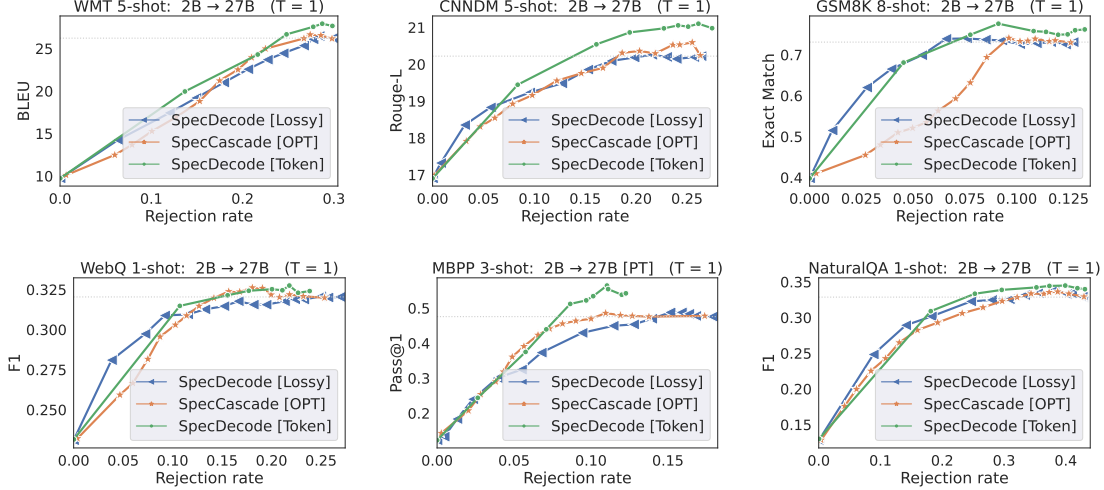 WMT 5-shot: 2B → 27B (T = 1)
BLEU
25
20
15
10
0.0
0.1
0.2
0.3
Rejection rate
SpecDecode [Lossy]
SpecCascade [OPT]
SpecDecode [Token]
CNNDM 5-shot: 2B → 27B (T = 1)
Rouge-L
21
20
19
18
17
0.00
0.05
0.10
0.15
0.20
0.25
Rejection rate
SpecDecode [Lossy]
SpecCascade [OPT]
SpecDecode [Token]
GSM8K 8-shot: 2B → 27B (T = 1)
Exact Match
0.7
0.6
0.5
0.4
0.000
0.025
0.050
0.075
0.100
0.125
Rejection rate
SpecDecode [Lossy]
SpecCascade [OPT]
SpecDecode [Token]
WebQ 1-shot: 2B → 27B (T = 1)
F1
0.325
0.300
0.275
0.250
0.00
0.05
0.10
0.15
0.20
0.25
Rejection rate
SpecDecode [Lossy]
SpecCascade [OPT]
SpecDecode [Token]
MBPP 3-shot: 2B → 27B [PT] (T = 1)
Pass@1
0.5
0.4
0.3
0.2
0.00
0.05
0.10
0.15
Rejection rate
SpecDecode [Lossy]
SpecCascade [OPT]
SpecDecode [Token]
NaturalQA 1-shot: 2B → 27B (T = 1)
F1
0.35
0.30
0.25
0.20
0.15
0.0
0.1
0.2
0.3
0.4
Rejection rate
SpecDecode [Lossy]
SpecCascade [OPT]
SpecDecode [Token]